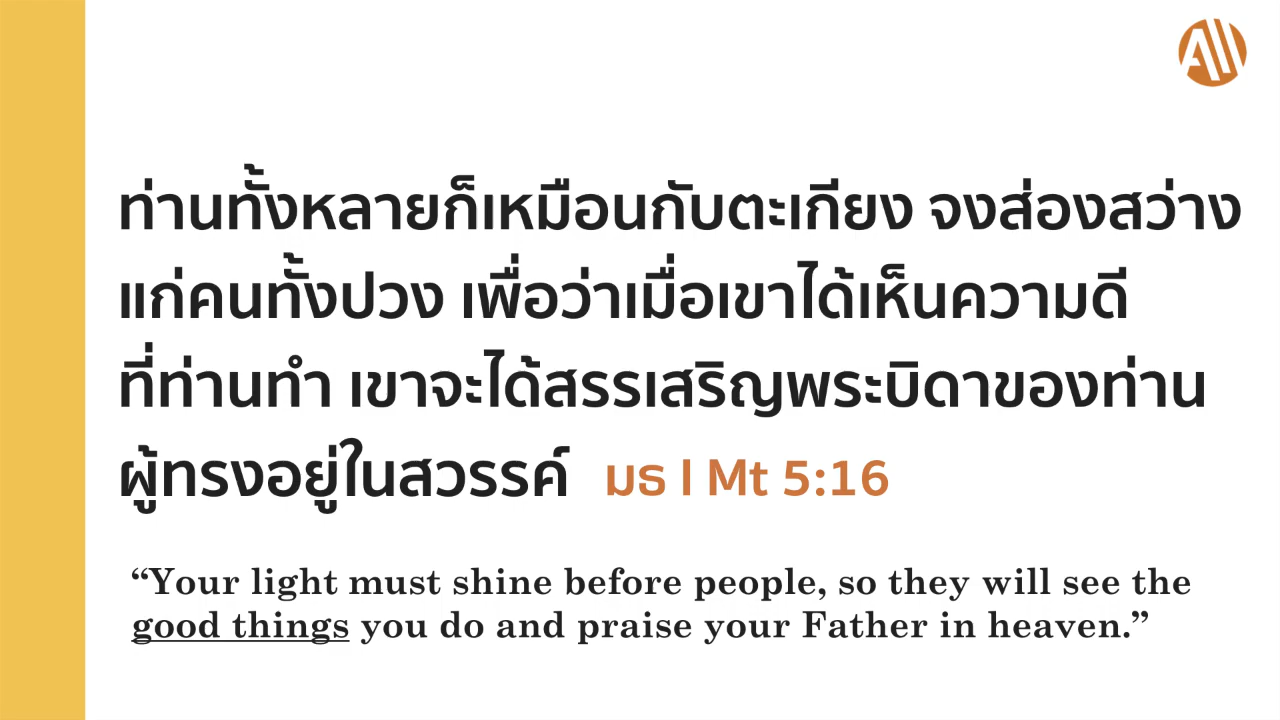 ท่านทั้งหลายก็เหมือนกับตะเกียง จงส่องสว่าง
แก่คนทั้งปวง เพื่อว่าเมื่อเขาได้เห็นความดี
ที่ท่านทำ เขาจะได้สรรเสริญพระบิดาของท่าน
ผู้ทรงอยู่ในสวรรค์ มธ | Mt 5:16
“Your light must shine before people, so they will see the
good things you do and praise your Father in heaven.”